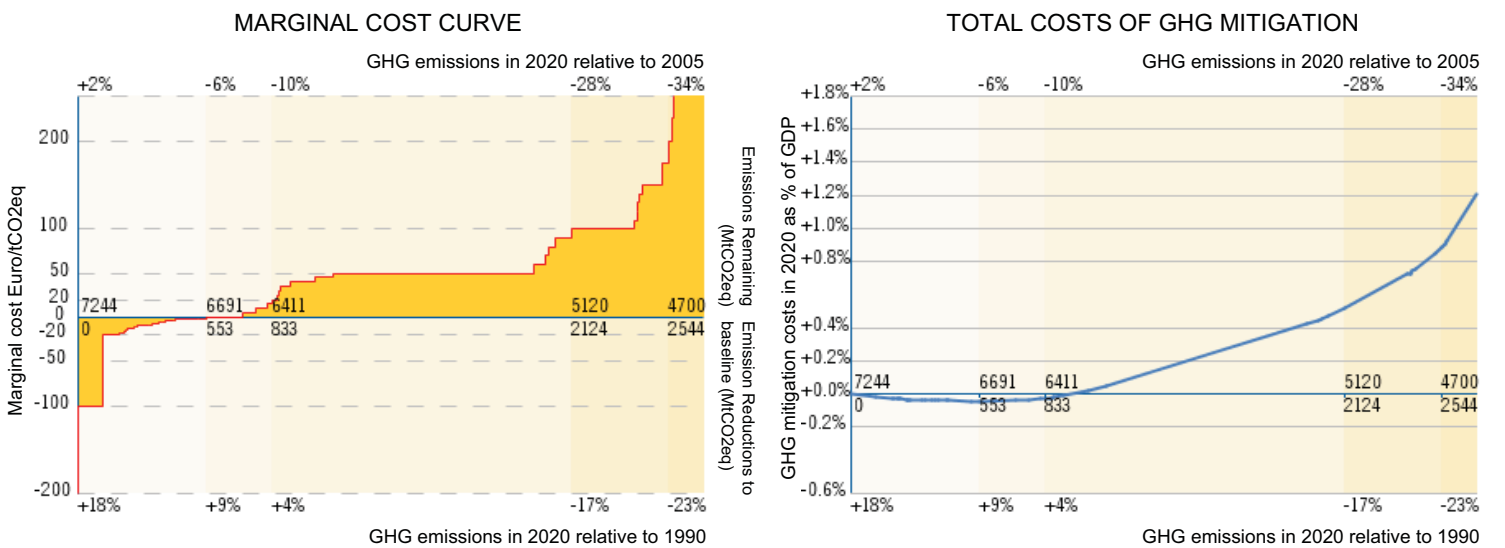 MARGINAL COST CURVE
GHG emissions in 2020 relative to 2005
+2% -6% -10% -28% -34%
Marginal cost Euro/tCO2eq
200
100
50
20
0
-20
-50
-100
-200
7244 6691 6411 5120 4700
0 553 833 2124 2544
+18% +9% +4% -17% -23%
GHG emissions in 2020 relative to 1990
Emissions Remaining
(MtCO2eq)
Emission Reductions to
baseline (MtCO2eq)
TOTAL COSTS OF GHG MITIGATION
GHG emissions in 2020 relative to 2005
+2% -6% -10% -28% -34%
GHG mitigation costs in 2020 as % of GDP
+1.8%
+1.6%
+1.4%
+1.2%
+1.0%
+0.8%
+0.4%
+0.2%
+0.0%
-0.2%
-0.6%
7244 6691 6411 5120 4700
0 553 833 2124 2544
+18% +9% +4% -17% -23%
GHG emissions in 2020 relative to 1990